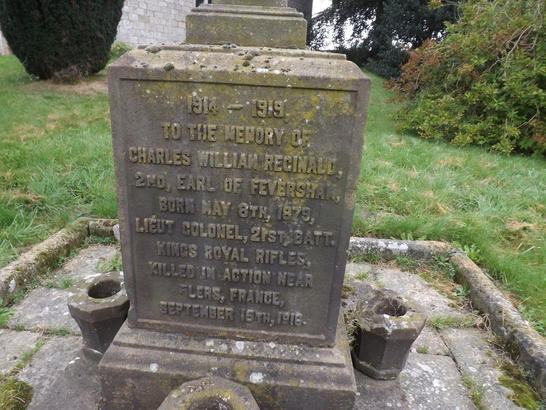 1914 — 1919.
TO THE MEMORY OF
CHARLES WILLIAM REGINALD,
2ND, EARL OF FEVERSHAM,
BORN MAY 8TH, 1879,
LIEUT COLONEL, 21ST, BATT.
KINGS ROYAL RIFLES,
KILLED IN ACTION NEAR
FLERS, FRANCE,
SEPTEMBER 15TH, 1916.